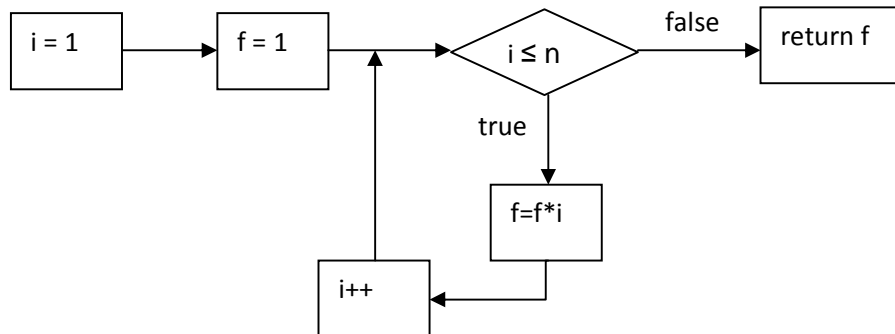 i = 1
f = 1
i ≤ n
false
return f
true
f=f*i
i++